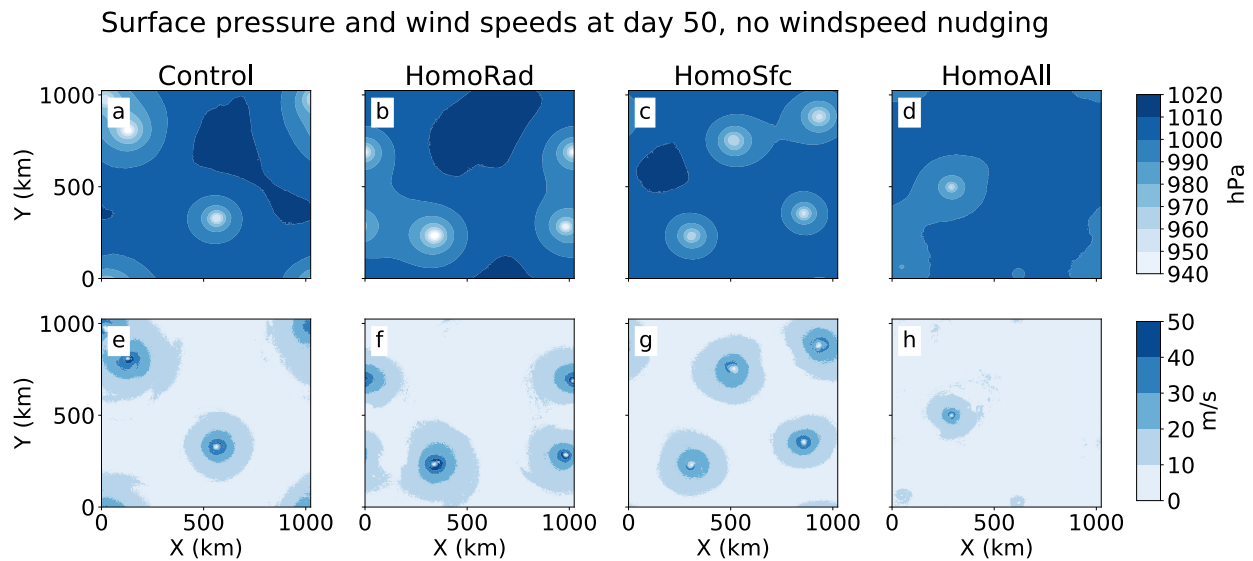 Surface pressure and wind speeds at day 50, no windspeed nudging
Control HomoRad HomoSfc HomoAll
a b c d
1000
500
0
Y (km)
1020
1010
1000
990
980
970
960
950
940
hPa
e f g h
1000
500
0
Y (km)
0 500 1000 0 500 1000 0 500 1000 0 500 1000
X (km) X (km) X (km) X (km)
50
40
30
20
10
0
m/s